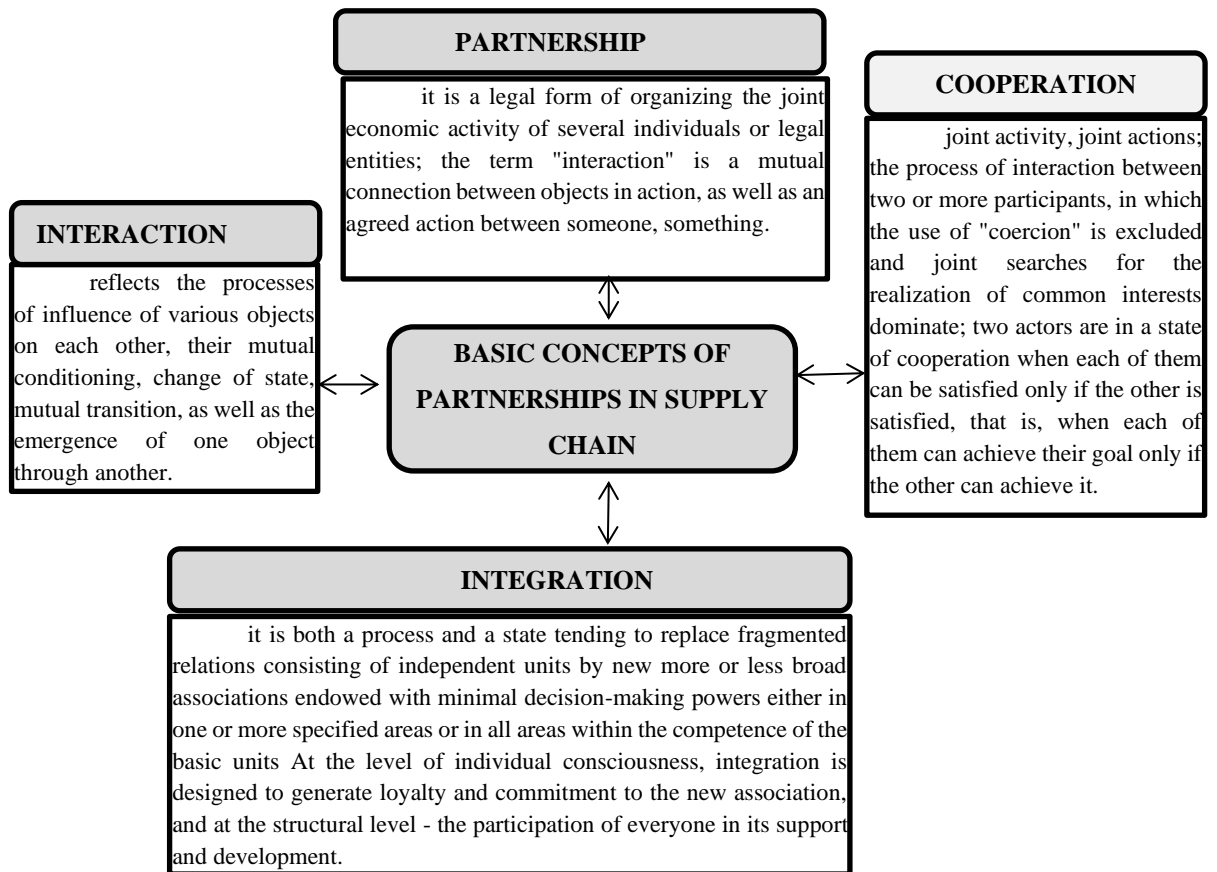 PARTNERSHIP
it is a legal form of organizing the joint
economic activity of several individuals or legal
entities; the term "interaction" is a mutual
connection between objects in action, as well as an
agreed action between someone, something.
COOPERATION
joint activity, joint actions;
the process of interaction between
two or more participants, in which
the use of "coercion" is excluded
and joint searches for the
realization of common interests
dominate; two actors are in a state
of cooperation when each of them
can be satisfied only if the other is
satisfied, that is, when each of
them can achieve their goal only if
the other can achieve it.
INTERACTION
reflects the processes
of influence of various objects
on each other, their mutual
conditioning, change of state,
mutual transition, as well as the
emergence of one object
through another.
BASIC CONCEPTS OF
PARTNERSHIPS IN SUPPLY
CHAIN
INTEGRATION
it is both a process and a state tending to replace fragmented
relations consisting of independent units by new more or less broad
associations endowed with minimal decision-making powers either in
one or more specified areas or in all areas within the competence of the
basic units At the level of individual consciousness, integration is
designed to generate loyalty and commitment to the new association,
and at the structural level - the participation of everyone in its support
and development.